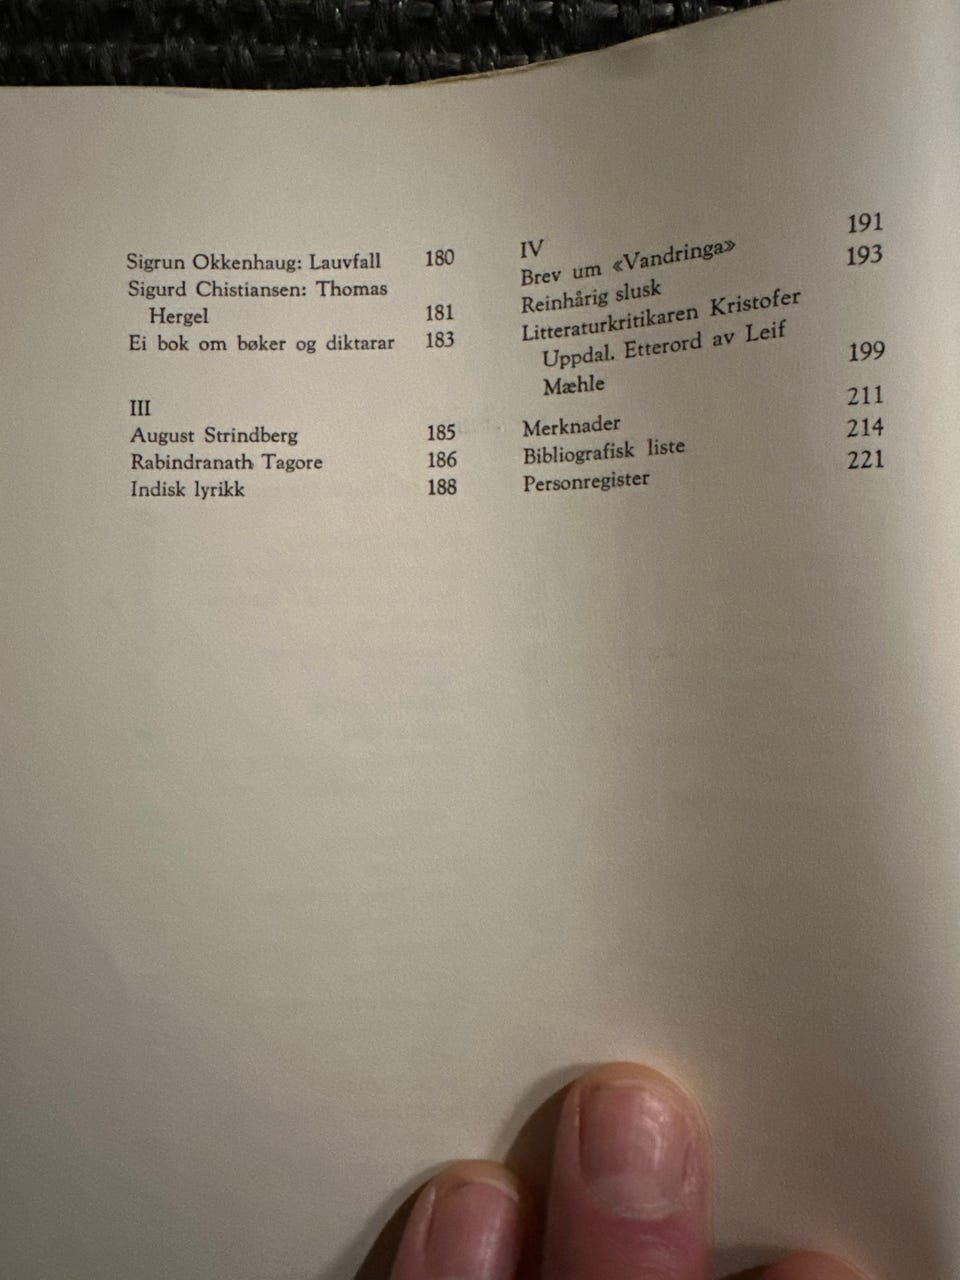 Sigrun Okkenhaug: Lauvfall 180
Sigurd Chistiansen: Thomas
Hergel 181
Ei bok om bøker og diktarar 183
III
August Strindberg 185
Rabindranath Tagore 186
Indisk lyrikk 188
IV
Brev um «Vandringa» 191
Reinhårig slusk 193
Litteraturkritikaren Kristofer
Uppdal. Etterord av Leif
Mæhle 199
Merknader 211
Bibliografisk liste 214
Personregister 221